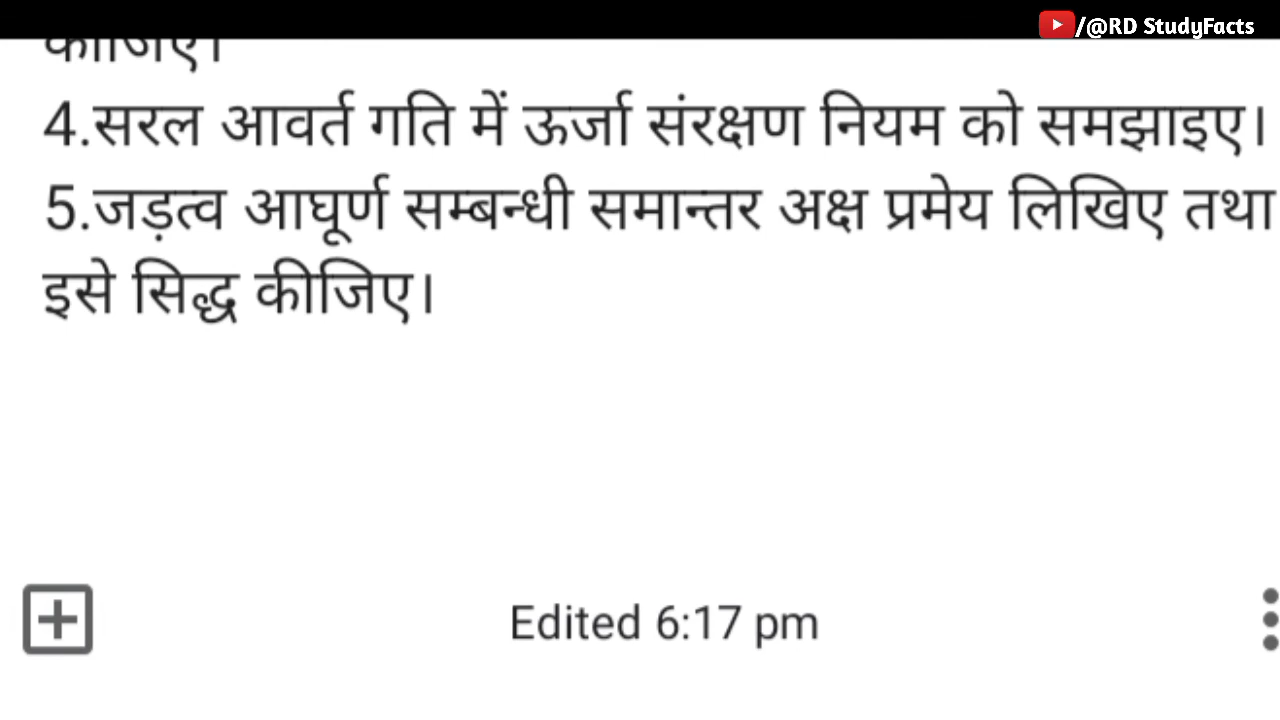 /@RD StudyFacts
कीजिए।
4.सरल आवर्त गति में ऊर्जा संरक्षण नियम को समझाइए।
5.जड़त्व आघूर्ण सम्बन्धी समान्तर अक्ष प्रमेय लिखिए तथा
इसे सिद्ध कीजिए।
Edited 6:17 pm